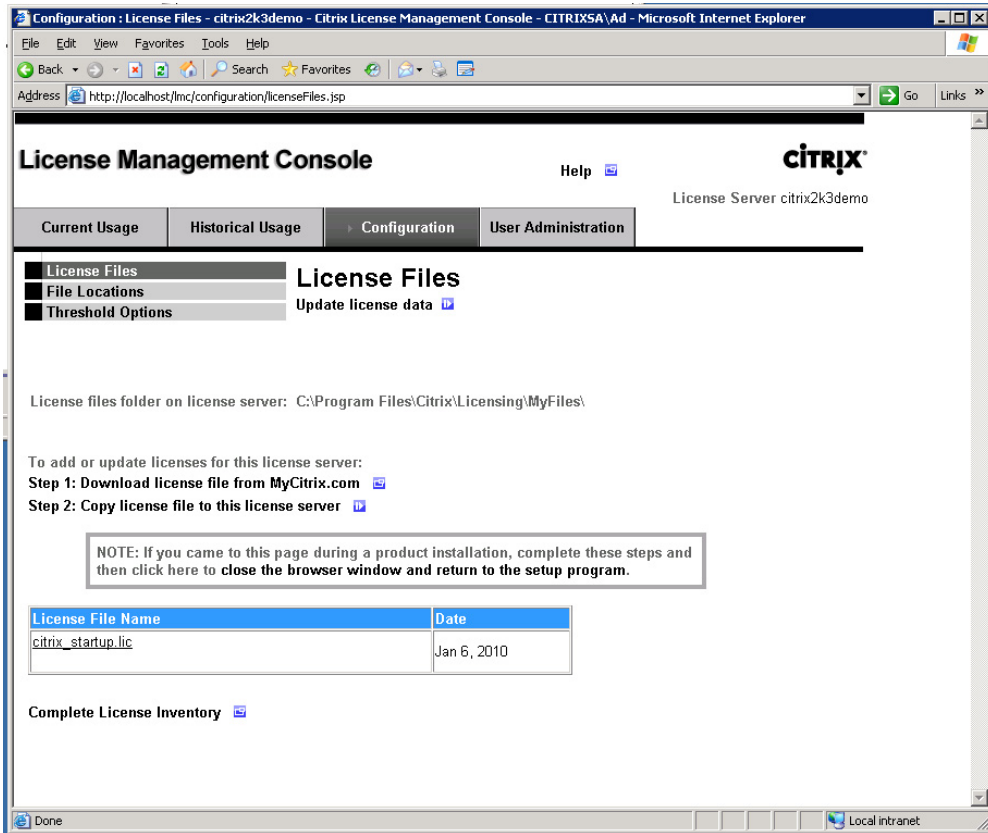 Configuration : License Files - citrix2k3demo - Citrix License Management Console - CITRIXSA\Ad - Microsoft Internet Explorer
File Edit View Favorites Tools Help
Back Search Favorites
Address http://localhost/lmc/configuration/licenseFiles.jsp Go Links »
License Management Console
Help
CITRIX
License Server citrix2k3demo
Current Usage Historical Usage Configuration User Administration
License Files
File Locations
Threshold Options
License Files
Update license data
License files folder on license server: C:\Program Files\Citrix\Licensing\MyFiles\
To add or update licenses for this license server:
Step 1: Download license file from MyCitrix.com
Step 2: Copy license file to this license server
NOTE: If you came to this page during a product installation, complete these steps and
then click here to close the browser window and return to the setup program.
License File Name Date
citrix_startup.lic Jan 6, 2010
Complete License Inventory
Done Local intranet